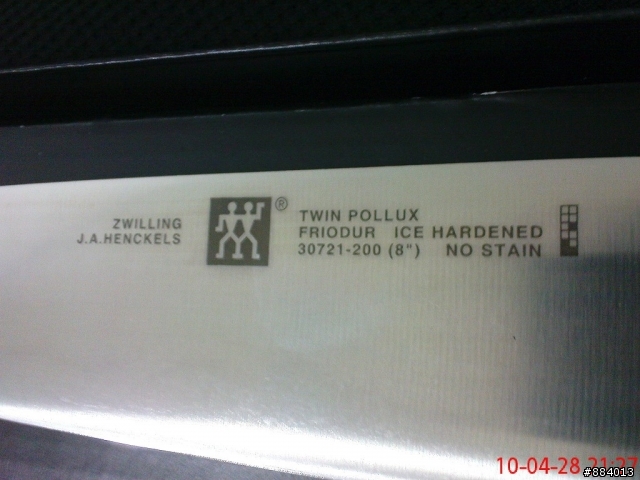 ZWILLING
J.A.HENCKELS
®
TWIN POLLUX
FRIODUR ICE HARDENED
30721-200 (8") NO STAIN
10-04-28 21:27
#884013